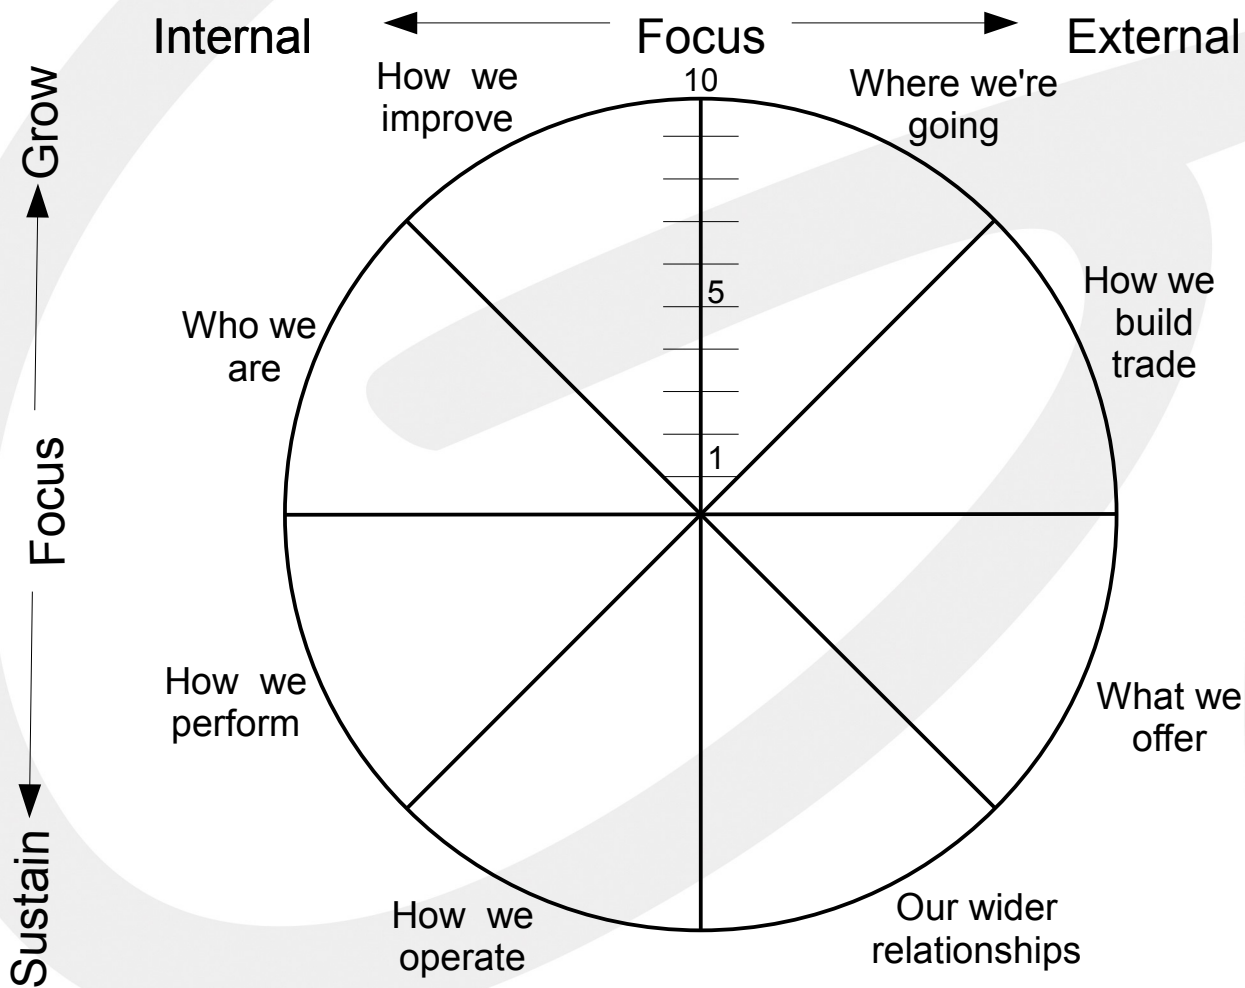 Internal
Focus
External
Grow
Focus
Sustain
How we
improve
10
Where we're
going
5
1
How we
build
trade
Who we
are
How we
perform
What we
offer
How we
operate
Our wider
relationships